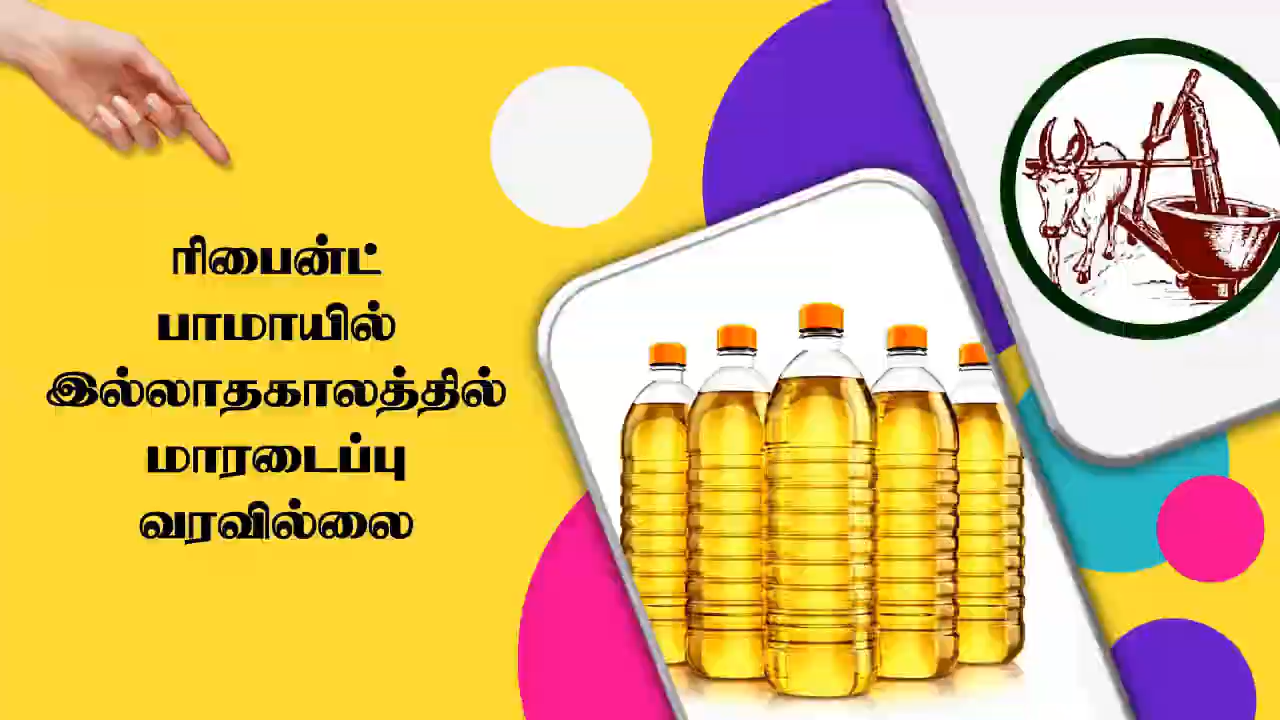 ரிபைன்ட்
பாமாயில்
இல்லாதகாலத்தில்
மாரடைப்பு
வரவில்லை